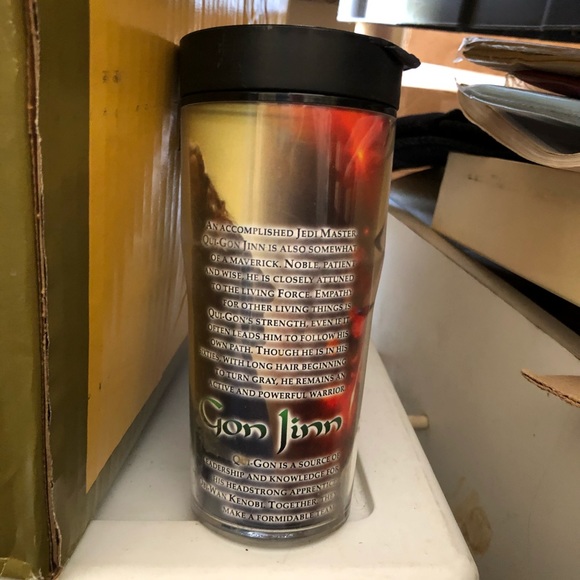 An accomplished Jedi Master
Qui-Gon Jinn is also somewhat
of a maverick. Noble, patient
and wise, he is closely attuned
to the living Force. Empathy
for other living things is
Qui-Gon's strength, even if it
often leads him to follow his
own path. Though he is in his
with long hair beginning
to turn gray, he remains an
active and powerful warrior
Gon Jinn
Qui-Gon is a source of
leadership and knowledge for
his headstrong apprentice
Kenobi. Together, they
make a formidable team